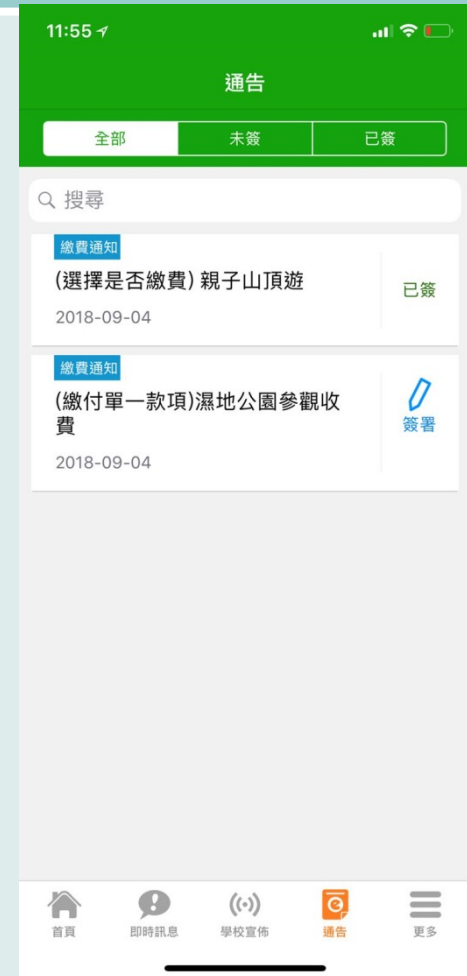 11:55
通告
全部 未簽 已簽
搜尋
繳費通知
(選擇是否繳費) 親子山頂遊
已簽
2018-09-04
繳費通知
(繳付單一款項)濕地公園參觀收
費
簽署
2018-09-04
首頁 即時訊息 學校宣佈 通告 更多